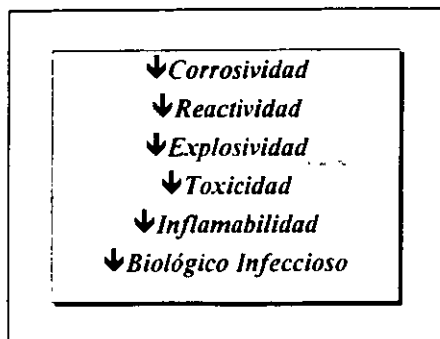 ↓Corrosividad
↓Reactividad
↓Explosividad
↓Toxicidad
↓Inflamabilidad
↓Biológico Infeccioso